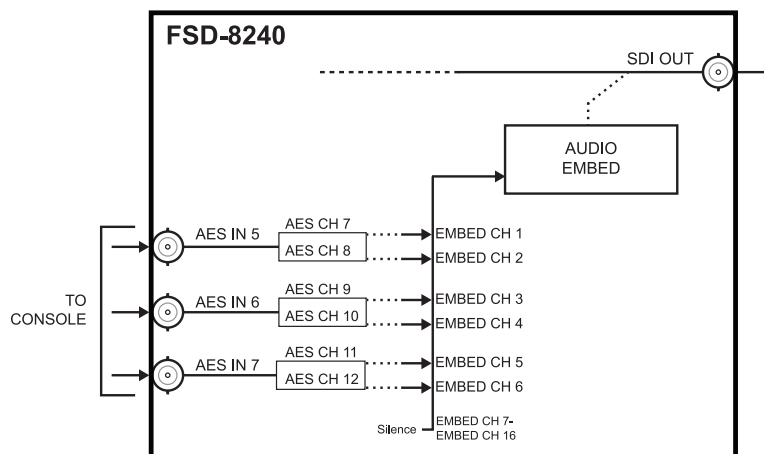 FSD-8240
SDI OUT
AUDIO
EMBED
AES IN 5
AES CH 7
AES CH 8
EMBED CH 1
EMBED CH 2
TO
CONSOLE
AES IN 6
AES CH 9
AES CH 10
EMBED CH 3
EMBED CH 4
AES IN 7
AES CH 11
AES CH 12
EMBED CH 5
EMBED CH 6
Silence
EMBED CH 7-
EMBED CH 16